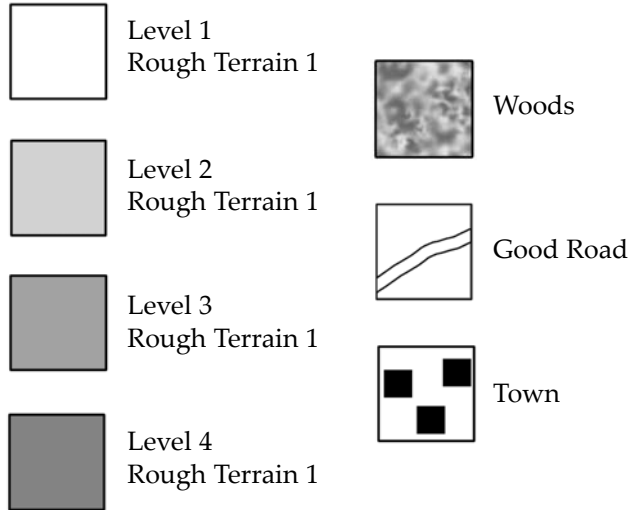 Level 1
Rough Terrain 1
Level 2
Rough Terrain 1
Level 3
Rough Terrain 1
Level 4
Rough Terrain 1
Woods
Good Road
Town